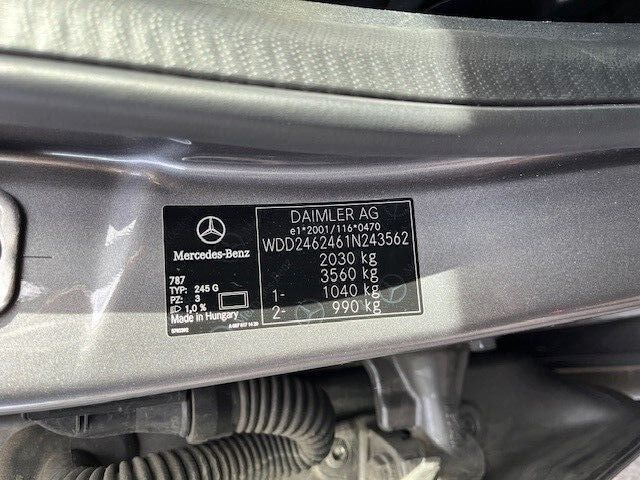 DAIMLER AG
e1*2001/116*0470
WDD2462461N243562
2030 kg
3560 kg
1- 1040 kg
2- 990 kg
Mercedes-Benz
787
TYP: 245 G
PZ: 3
1,0 %
Made in Hungary